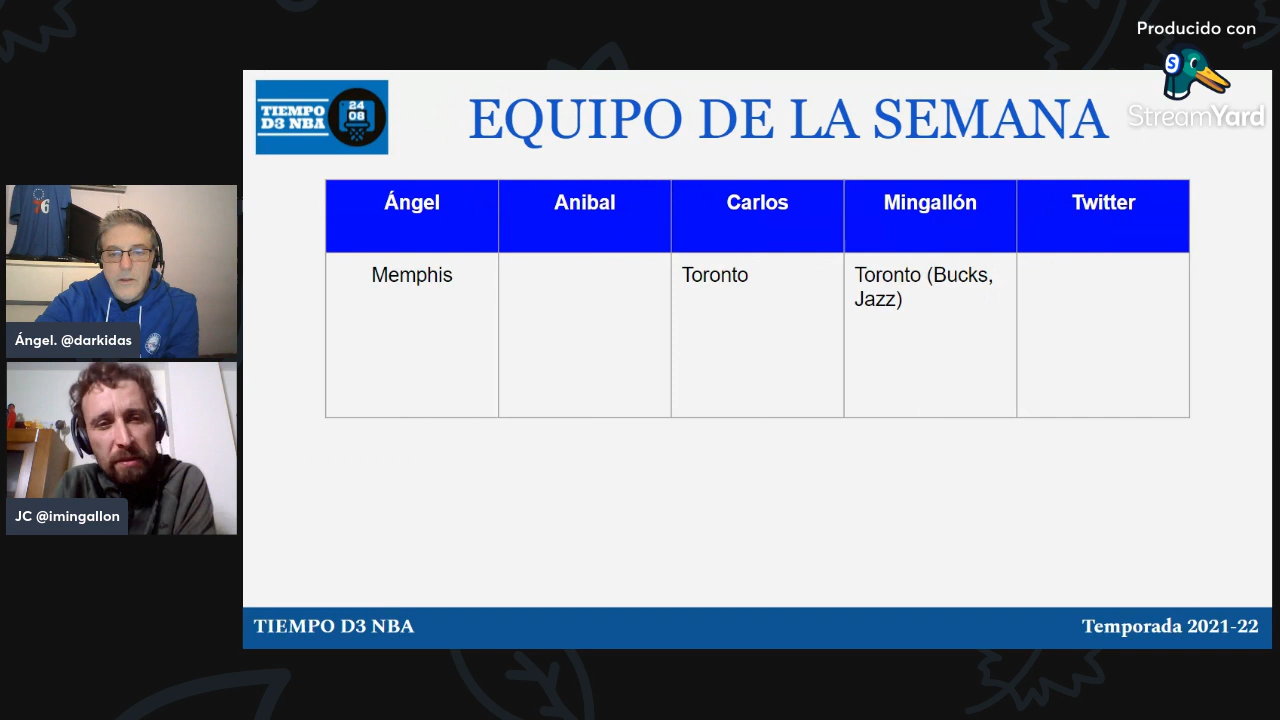 Producido con
StreamYard
TIEMPO
D3 NBA
24
08
EQUIPO DE LA SEMANA
Ángel Anibal Carlos Mingallón Twitter
Memphis Toronto Toronto (Bucks,
Jazz)
76
Ángel. @darkidas
JC @imingallon
TIEMPO D3 NBA Temporada 2021-22